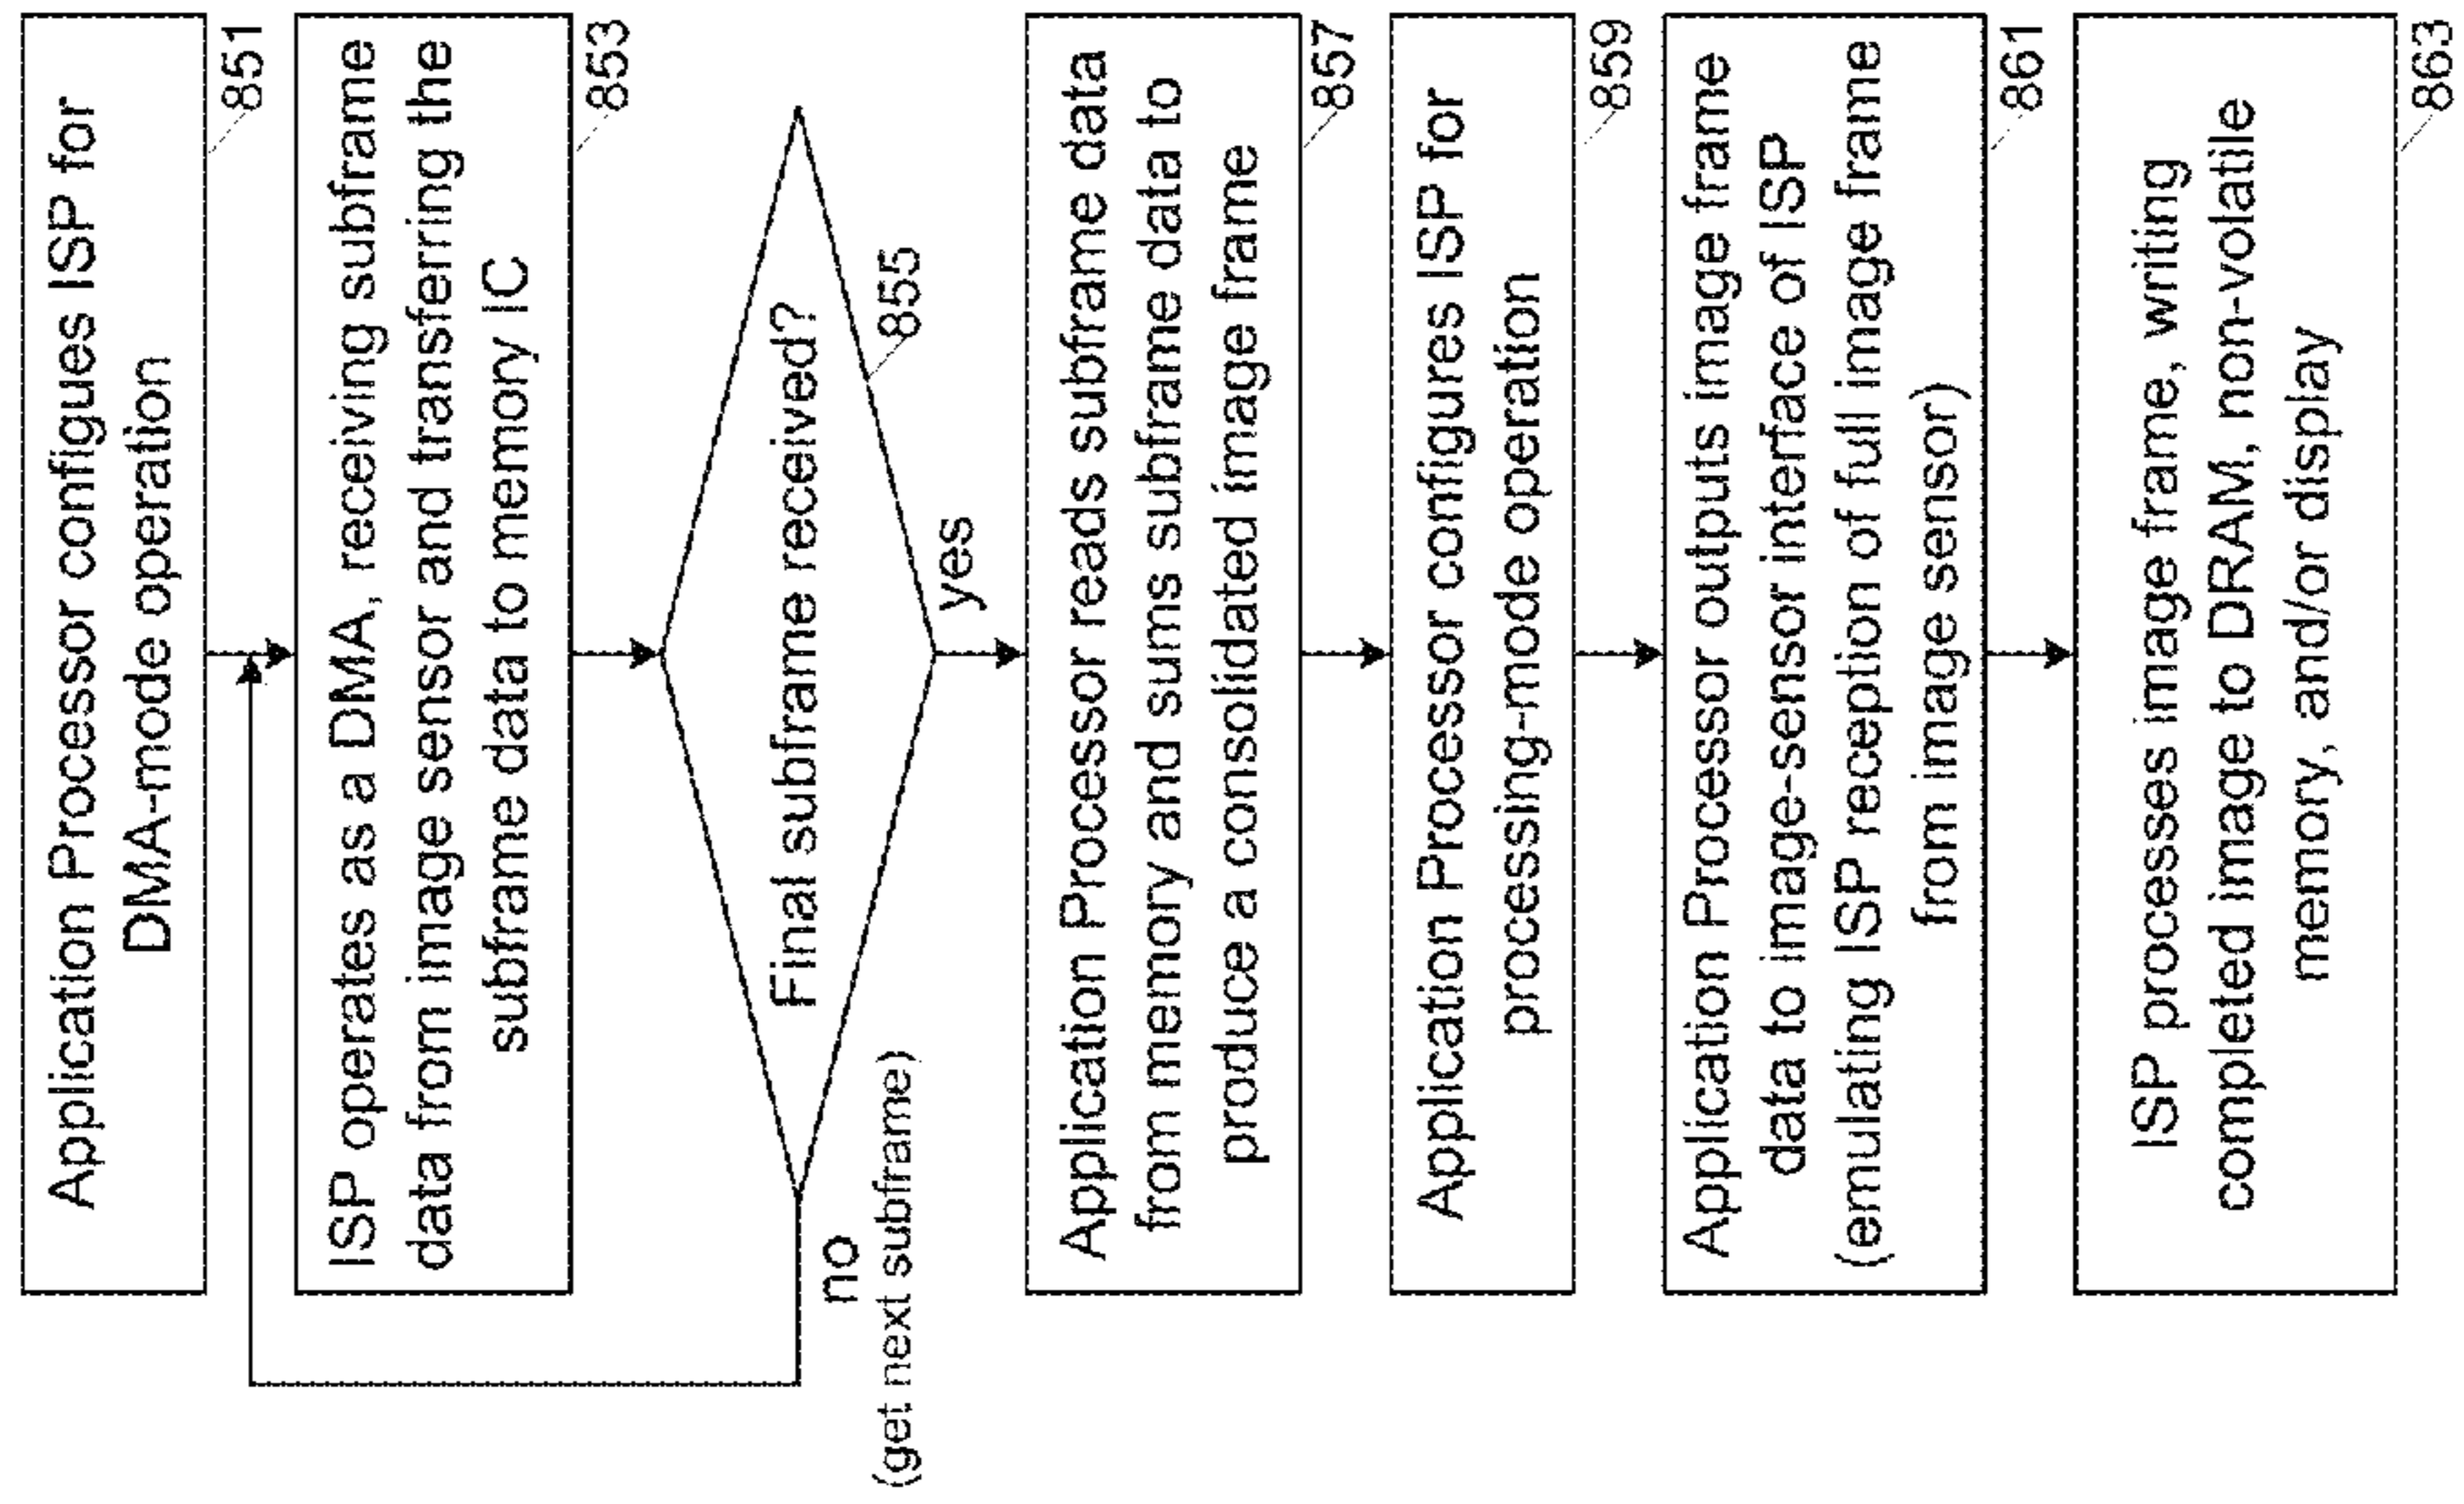 Application Processor configues ISP for
DMA-mode operation
851
ISP operates as a DMA, receiving subframe
data from image sensor and transferring the
subframe data to memory IC
853
Final subframe received?
855
no
(get next subframe)
yes
Application Processor reads subframe data
from memory and sums subframe data to
produce a consolidated image frame
857
Application Processor configures ISP for
processing-mode operation
859
Application Processor outputs image frame
data to image-sensor interface of ISP
(emulating ISP reception of full image frame
from image sensor)
861
ISP processes image frame, writing
completed image to DRAM, non-volatile
memory, and/or display
863